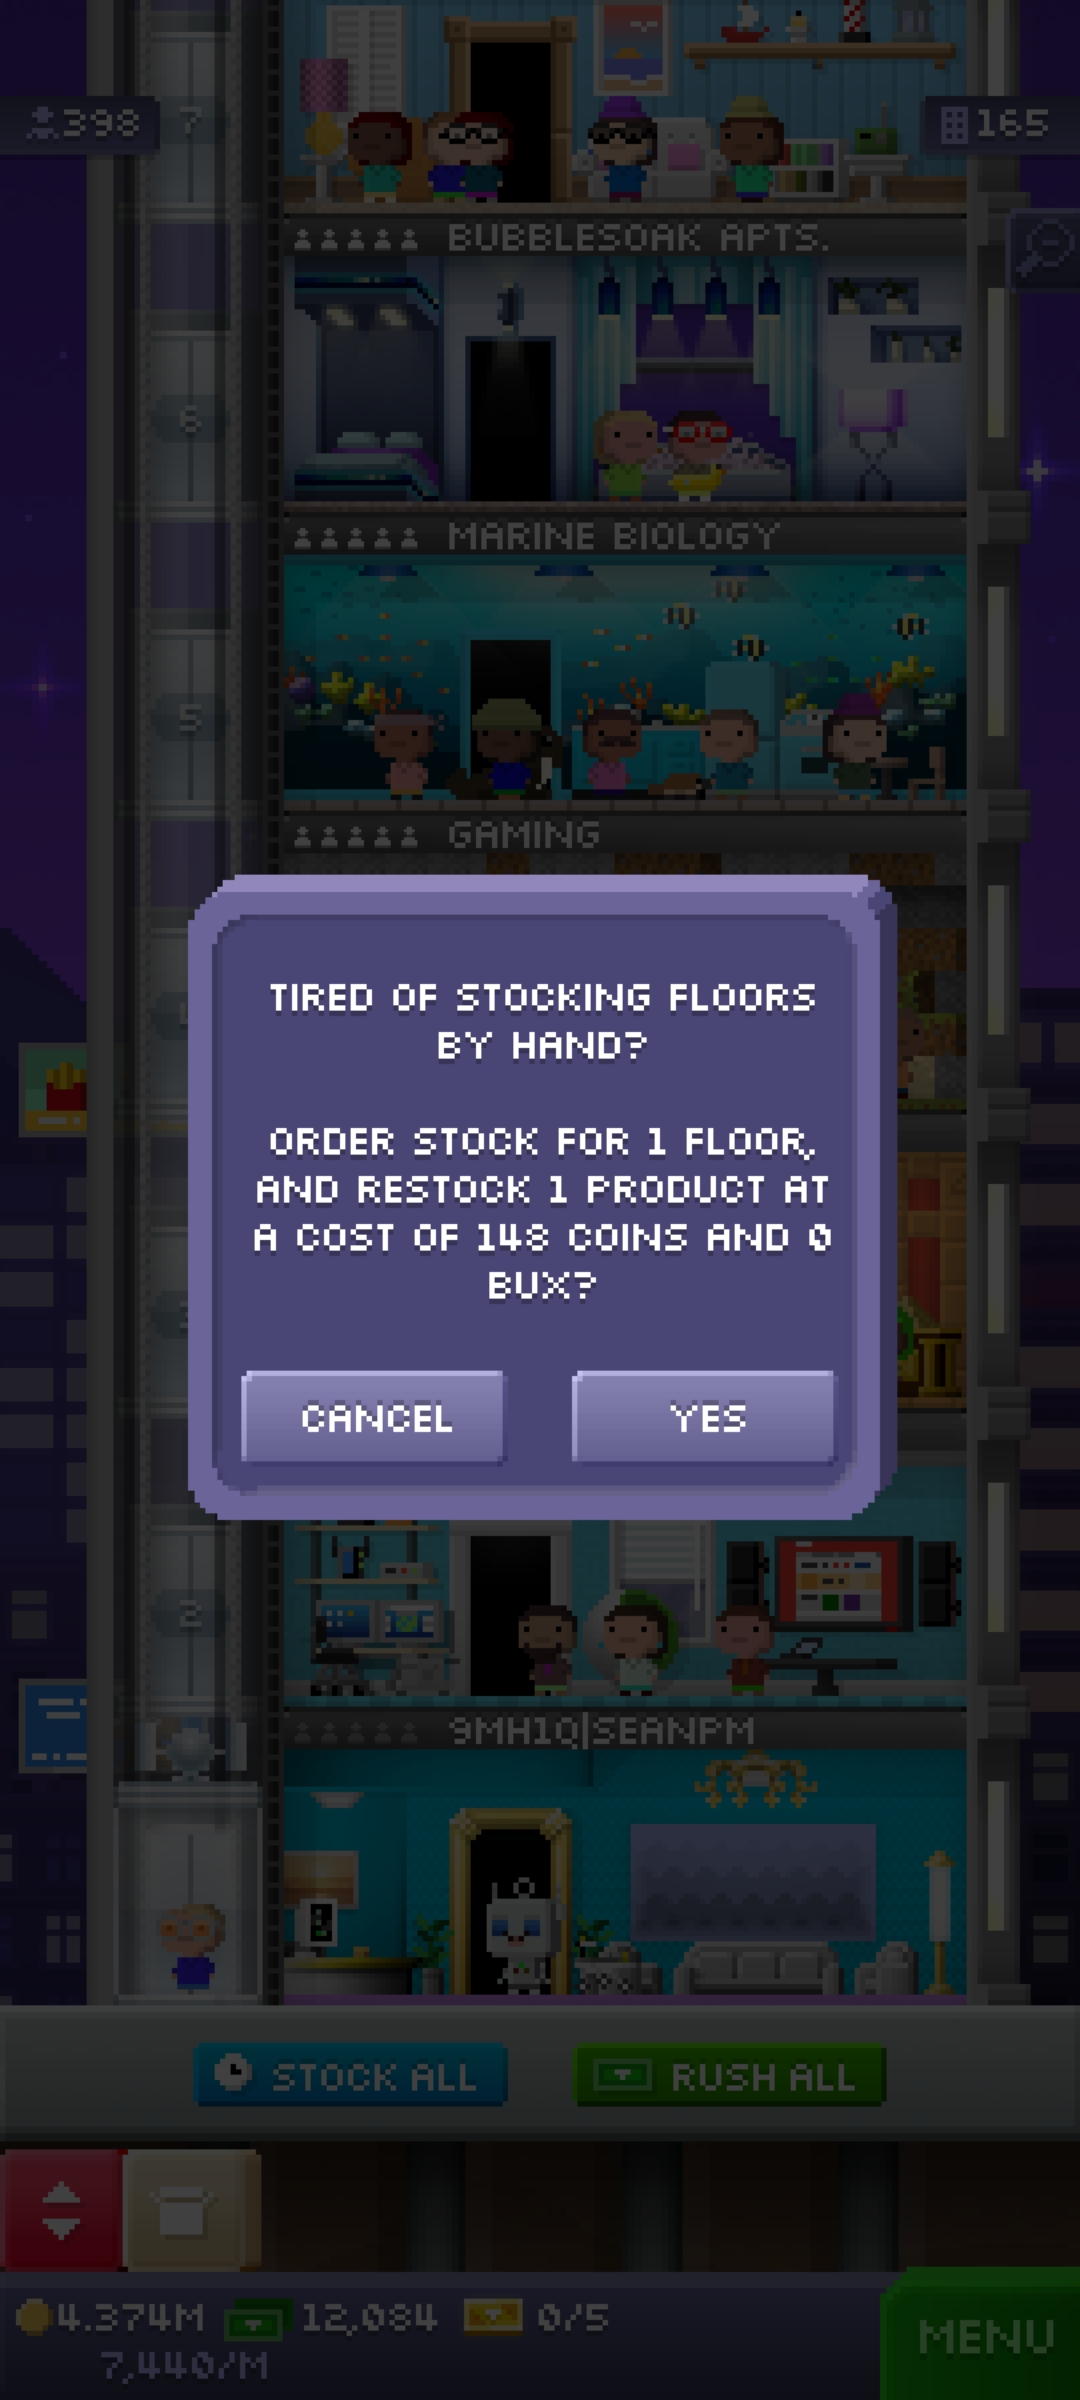 398
7
165
BUBBLESOAK APTS.
6
MARINE BIOLOGY
5
GAMING
TIRED OF STOCKING FLOORS
BY HAND?
ORDER STOCK FOR 1 FLOOR,
AND RESTOCK 1 PRODUCT AT
A COST OF 148 COINS AND 0
BUX?
CANCEL
YES
2
9MH1Q|SEANPM
STOCK ALL
RUSH ALL
4.374M
12,084
0/5
7,440/M
MENU